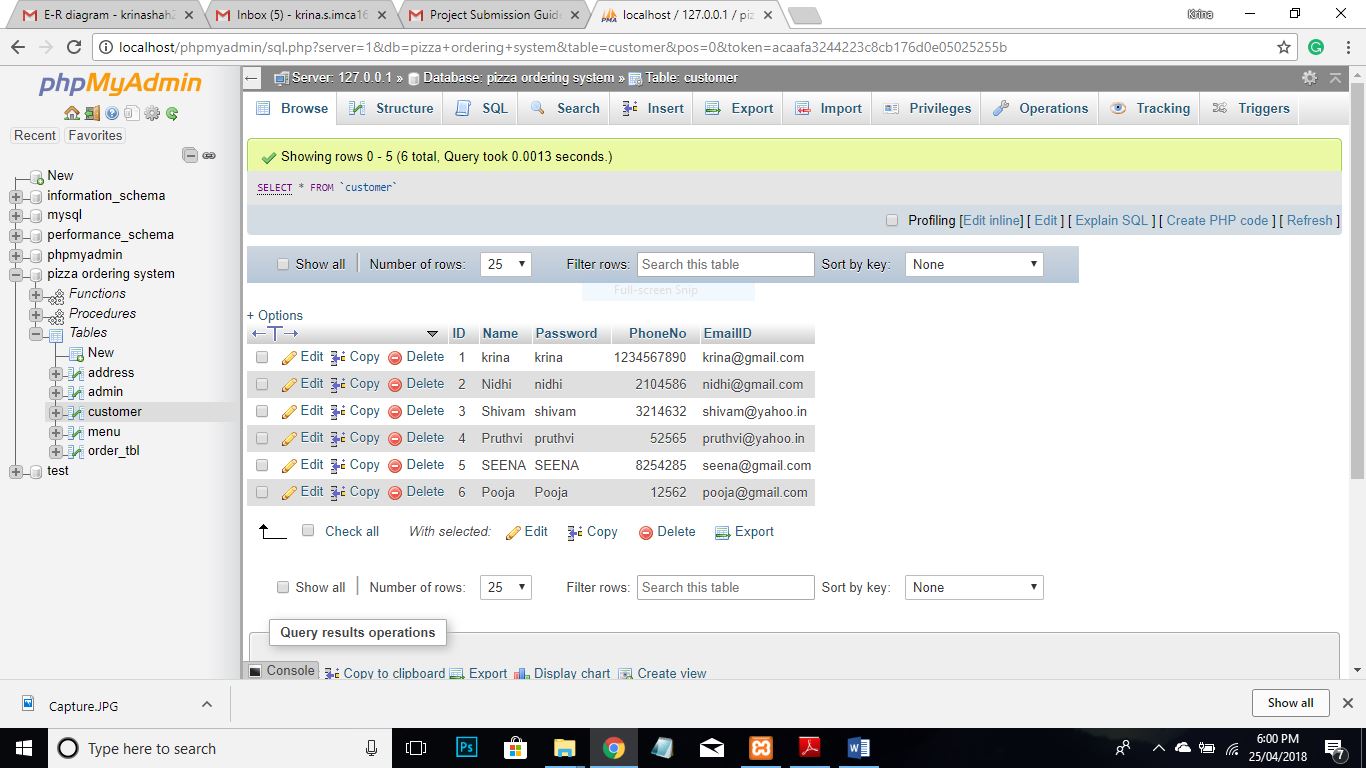 E-R diagram - krinashah2
Inbox (5) - krina.s.imca16
Project Submission Guide
localhost / 127.0.0.1 / piz
Krina
localhost/phpmyadmin/sql.php?server=1&db=pizza+ordering+system&table=customer&pos=0&token=acaafa3244223c8cb176d0e05025255b
phpMyAdmin
Recent Favorites
New
information_schema
mysql
performance_schema
phpmyadmin
pizza ordering system
Functions
Procedures
Tables
New
address
admin
customer
menu
order_tbl
test
Server: 127.0.0.1 » Database: pizza ordering system » Table: customer
Browse Structure SQL Search Insert Export Import Privileges Operations Tracking Triggers
Showing rows 0 - 5 (6 total, Query took 0.0013 seconds.)
SELECT * FROM `customer`
Profiling [Edit inline] [ Edit ] [ Explain SQL ] [ Create PHP code ] [ Refresh ]
Show all Number of rows: 25 Filter rows: Search this table Sort by key: None
Full-screen Snip
+ Options
ID Name Password PhoneNo EmailID
Edit Copy Delete 1 krina krina 1234567890 krina@gmail.com
Edit Copy Delete 2 Nidhi nidhi 2104586 nidhi@gmail.com
Edit Copy Delete 3 Shivam shivam 3214632 shivam@yahoo.in
Edit Copy Delete 4 Pruthvi pruthvi 52565 pruthvi@yahoo.in
Edit Copy Delete 5 SEENA SEENA 8254285 seena@gmail.com
Edit Copy Delete 6 Pooja Pooja 12562 pooja@gmail.com
Check all With selected: Edit Copy Delete Export
Show all Number of rows: 25 Filter rows: Search this table Sort by key: None
Query results operations
Console Copy to clipboard Export Display chart Create view
Capture.JPG
Show all
Type here to search
6:00 PM
25/04/2018
7